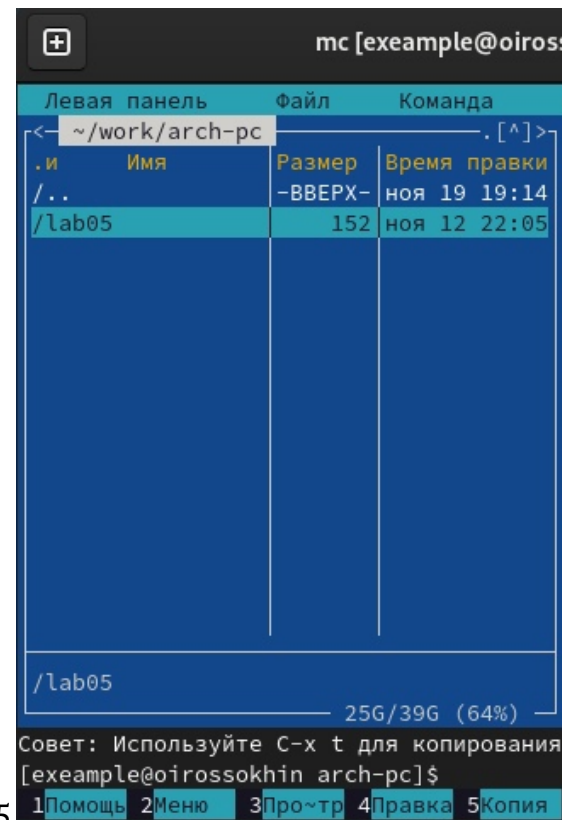 mc [exeample@oiross
Левая панель Файл Команда
<- ~/work/arch-pc .[^]>
.и Имя Размер Время правки
/.. -ВВЕРХ- ноя 19 19:14
/lab05 152 ноя 12 22:05
/lab05
25G/39G (64%)
Совет: Используйте C-x t для копирования
[exeample@oirossokhin arch-pc]$
1Помощь 2Меню 3Про~тр 4Правка 5Копия